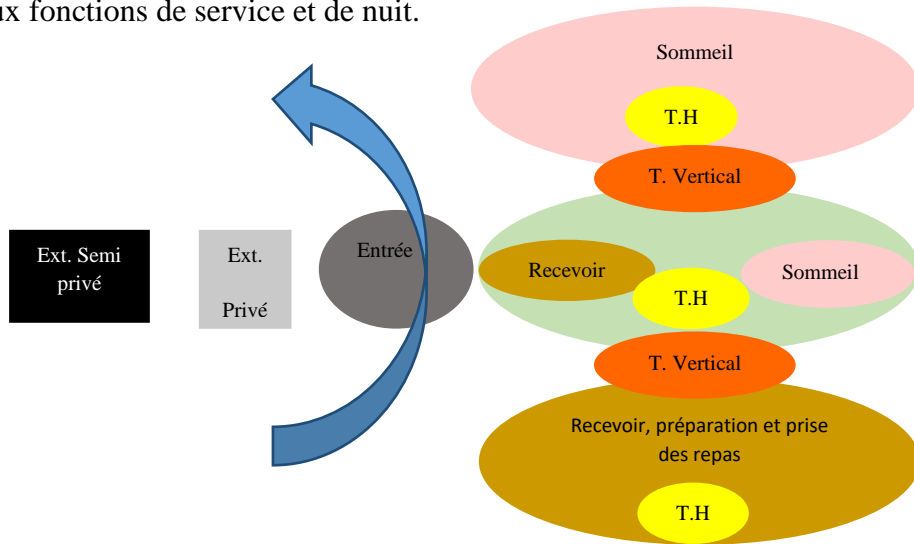 ux fonctions de service et de nuit.
Sommeil
T.H
T. Vertical
Ext. Semi
privé
Ext.
Privé
Entrée
Recevoir
T.H
Sommeil
T. Vertical
Recevoir, préparation et prise
des repas
T.H